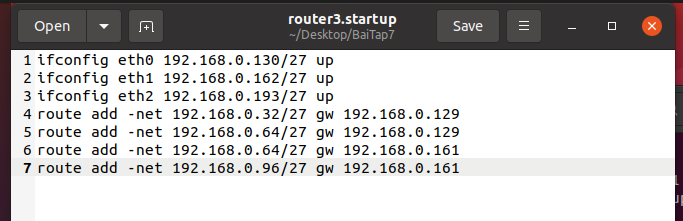 Open
router3.startup
~/Desktop/BaiTap7
Save
1 ifconfig eth0 192.168.0.130/27 up
2 ifconfig eth1 192.168.0.162/27 up
3 ifconfig eth2 192.168.0.193/27 up
4 route add -net 192.168.0.32/27 gw 192.168.0.129
5 route add -net 192.168.0.64/27 gw 192.168.0.129
6 route add -net 192.168.0.64/27 gw 192.168.0.161
7 route add -net 192.168.0.96/27 gw 192.168.0.161